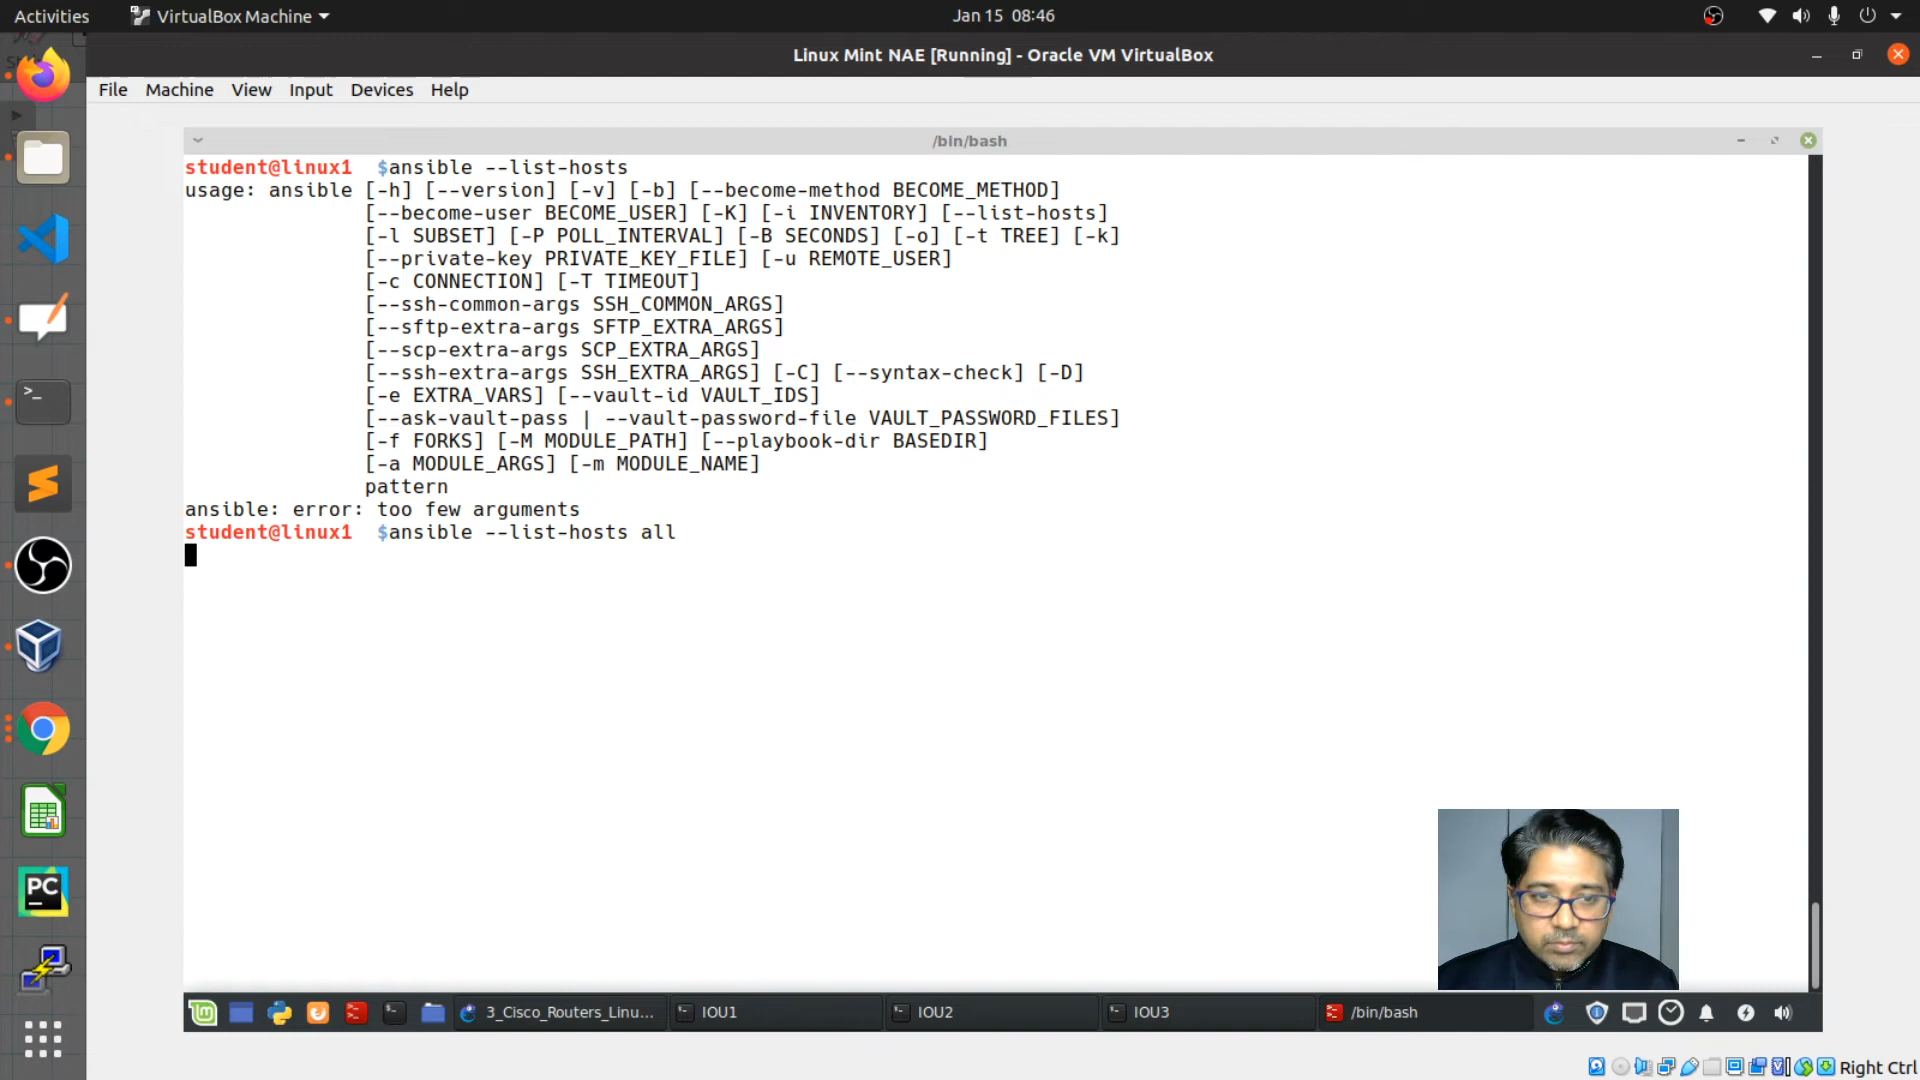 Activities
VirtualBox Machine
Jan 15 08:46
Linux Mint NAE [Running] - Oracle VM VirtualBox
File Machine View Input Devices Help
/bin/bash
student@linux1 $ansible --list-hosts
usage: ansible [-h] [--version] [-v] [-b] [--become-method BECOME_METHOD]
[--become-user BECOME_USER] [-K] [-i INVENTORY] [--list-hosts]
[-l SUBSET] [-P POLL_INTERVAL] [-B SECONDS] [-o] [-t TREE] [-k]
[--private-key PRIVATE_KEY_FILE] [-u REMOTE_USER]
[-c CONNECTION] [-T TIMEOUT]
[--ssh-common-args SSH_COMMON_ARGS]
[--sftp-extra-args SFTP_EXTRA_ARGS]
[--scp-extra-args SCP_EXTRA_ARGS]
[--ssh-extra-args SSH_EXTRA_ARGS] [-C] [--syntax-check] [-D]
[-e EXTRA_VARS] [--vault-id VAULT_IDS]
[--ask-vault-pass | --vault-password-file VAULT_PASSWORD_FILES]
[-f FORKS] [-M MODULE_PATH] [--playbook-dir BASEDIR]
[-a MODULE_ARGS] [-m MODULE_NAME]
pattern
ansible: error: too few arguments
student@linux1 $ansible --list-hosts all
PC
3_Cisco_Routers_Linu...
IOU1
IOU2
IOU3
/bin/bash
Right Ctrl